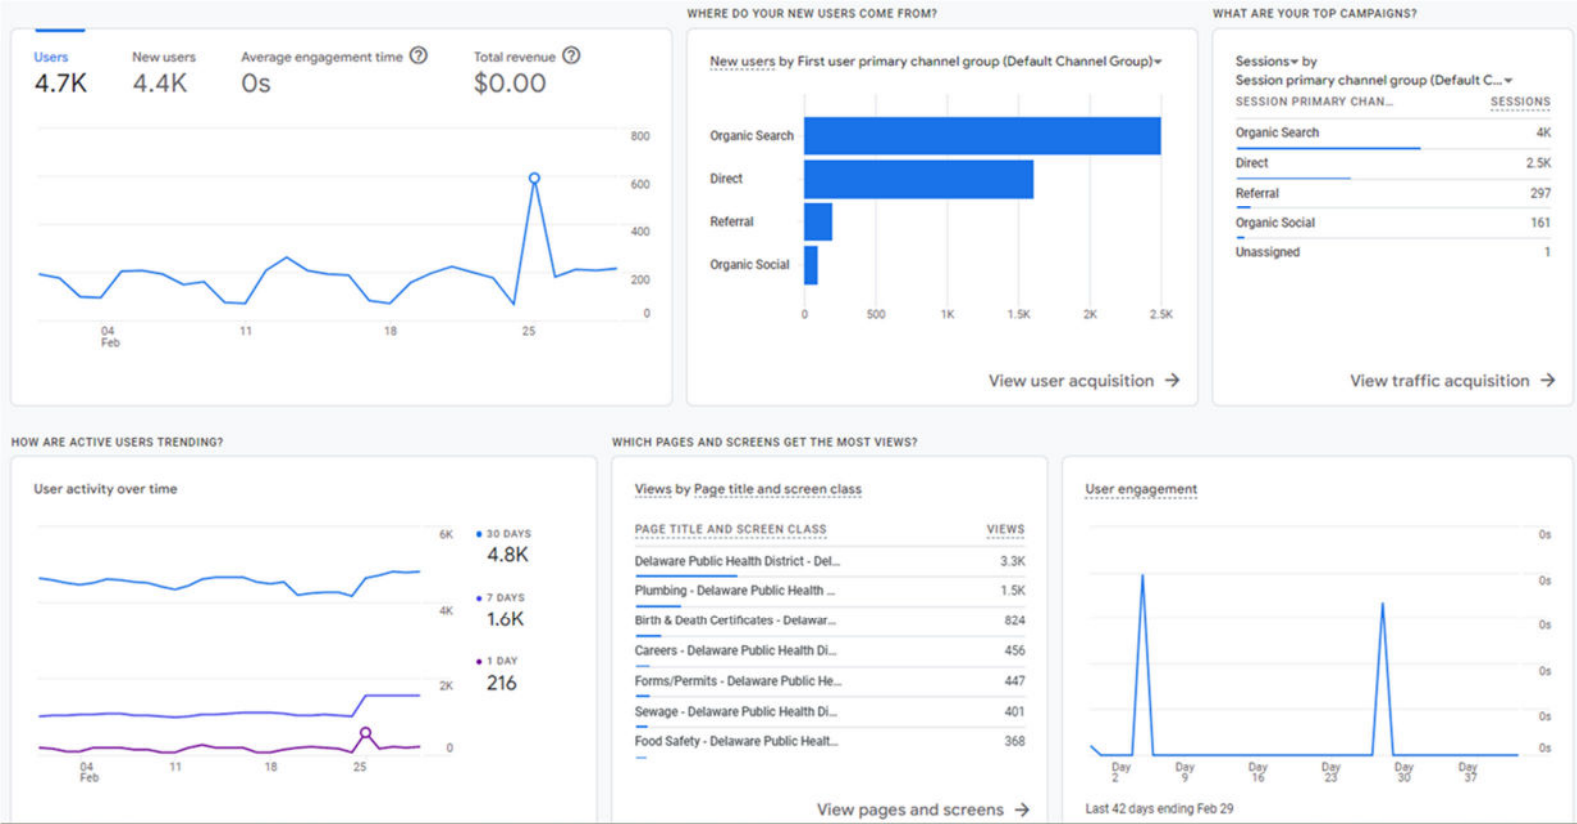 WHERE DO YOUR NEW USERS COME FROM?
WHAT ARE YOUR TOP CAMPAIGNS?
Users
New users
Average engagement time ?
Total revenue ?
4.7K
4.4K
0s
$0.00
800
600
400
200
0
04
Feb
11
18
25
New users by First user primary channel group (Default Channel Group)
Organic Search
Direct
Referral
Organic Social
0
500
1K
1.5K
2K
2.5K
View user acquisition →
Sessions by
Session primary channel group (Default C...
SESSION PRIMARY CHAN... SESSIONS
Organic Search 4K
Direct 2.5K
Referral 297
Organic Social 161
Unassigned 1
View traffic acquisition →
HOW ARE ACTIVE USERS TRENDING?
WHICH PAGES AND SCREENS GET THE MOST VIEWS?
User activity over time
6K
4K
2K
0
30 DAYS
4.8K
7 DAYS
1.6K
1 DAY
216
04
Feb
11
18
25
Views by Page title and screen class
PAGE TITLE AND SCREEN CLASS VIEWS
Delaware Public Health District - Del... 3.3K
Plumbing - Delaware Public Health ... 1.5K
Birth & Death Certificates - Delawar... 824
Careers - Delaware Public Health Di... 456
Forms/Permits - Delaware Public He... 447
Sewage - Delaware Public Health Di... 401
Food Safety - Delaware Public Healt... 368
View pages and screens →
User engagement
0s
0s
0s
0s
0s
0s
Day
2
Day
9
Day
16
Day
23
Day
30
Day
37
Last 42 days ending Feb 29